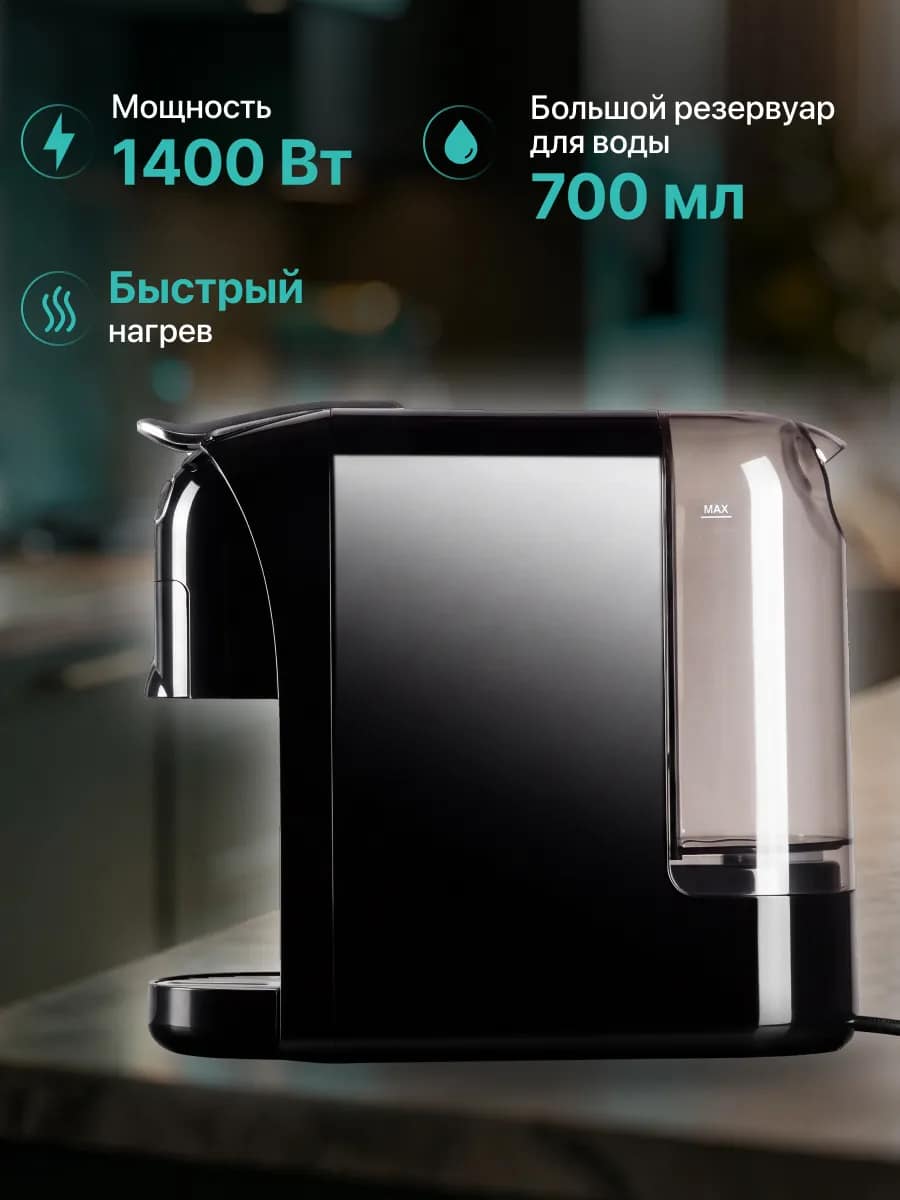 Мощность
1400 Вт
Большой резервуар
для воды
700 мл
Быстрый
нагрев
MAX